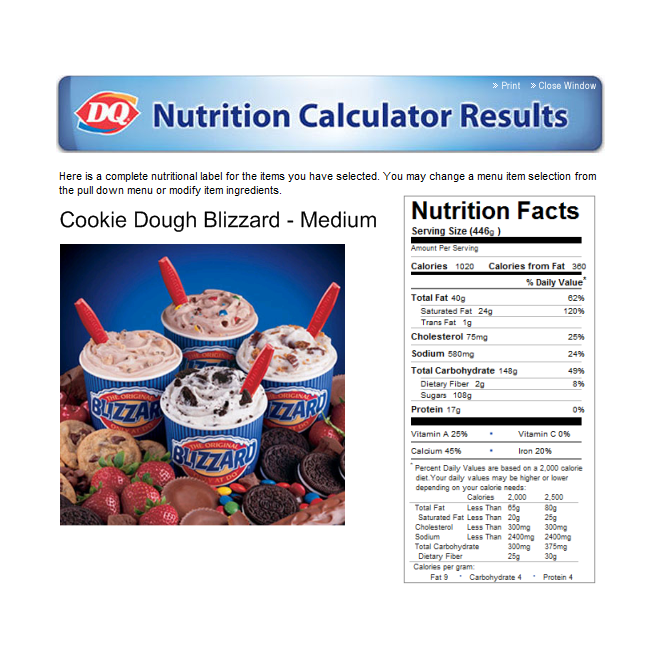 » Print » Close Window
DQ.
Nutrition Calculator Results
Here is a complete nutritional label for the items you have selected. You may change a menu item selection from
the pull down menu or modify item ingredients.
Cookie Dough Blizzard - Medium
THE ORIGINAL
BLIZZARD
THE ORIGINAL
BLIZZARD
THE ORIGINAL
BLIZZARD
Nutrition Facts
Serving Size (446g )
Amount Per Serving
Calories 1020 Calories from Fat 360
% Daily Value*
Total Fat 40g 62%
Saturated Fat 24g 120%
Trans Fat 1g
Cholesterol 75mg 25%
Sodium 580mg 24%
Total Carbohydrate 148g 49%
Dietary Fiber 2g 8%
Sugars 108g
Protein 17g 0%
Vitamin A 25% * Vitamin C 0%
Calcium 45% * Iron 20%
* Percent Daily Values are based on a 2,000 calorie
diet.Your daily values may be higher or lower
depending on your calorie needs:
Calories 2,000 2,500
Total Fat Less Than 65g 80g
Saturated Fat Less Than 20g 25g
Cholesterol Less Than 300mg 300mg
Sodium Less Than 2400mg 2400mg
Total Carbohydrate 300mg 375mg
Dietary Fiber 25g 30g
Calories per gram:
Fat 9 * Carbohydrate 4 * Protein 4